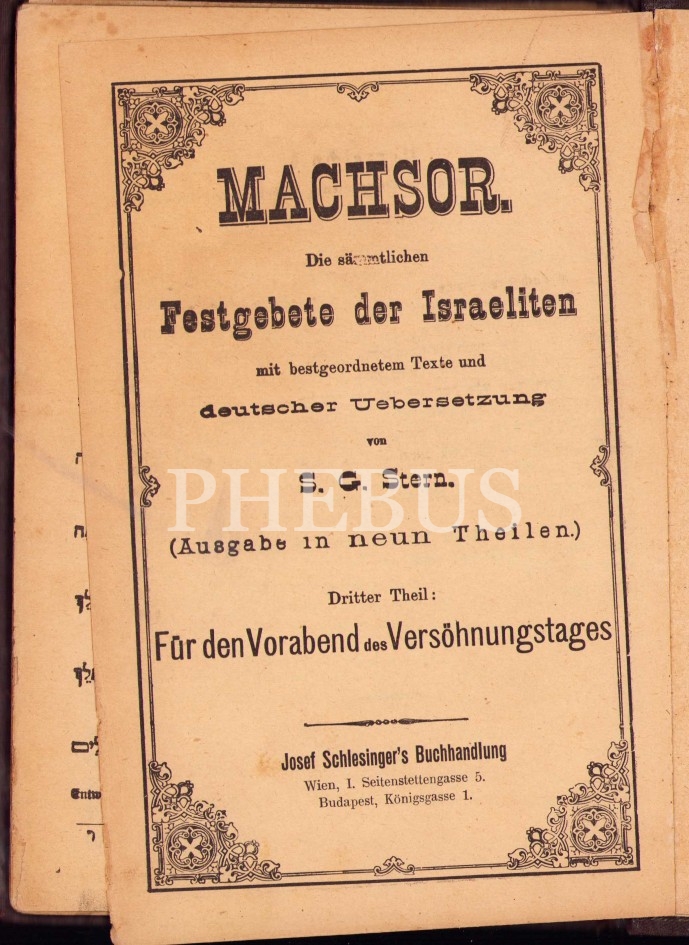 MACHSOR.
Die sämmtlichen
Festgebete der Israeliten
mit bestgeordnetem Texte und
deutscher Uebersetzung
von
S. G. Stern.
PHEBUS
(Ausgabe in neun Theilen.)
Dritter Theil:
Für den Vorabend des Versöhnungstages
Josef Schlesinger's Buchhandlung
Wien, I. Seitenstettengasse 5.
Budapest, Königsgasse 1.